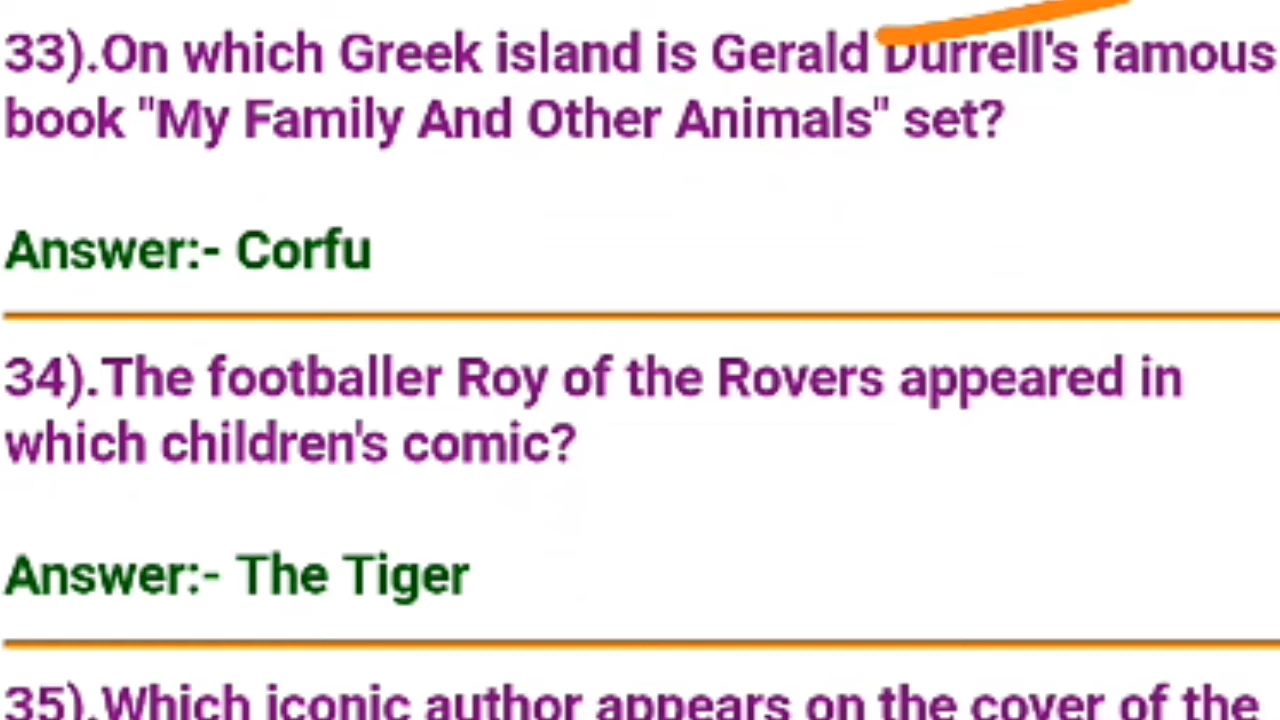 33).On which Greek island is Gerald Durrell's famous
book "My Family And Other Animals" set?
Answer:- Corfu
34).The footballer Roy of the Rovers appeared in
which children's comic?
Answer:- The Tiger
35).Which iconic author appears on the cover of the